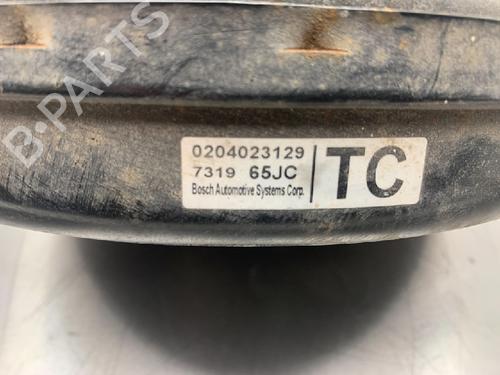 B-PARTS
0204023129
7319 65JC
Bosch Automotive Systems Corp.
TC